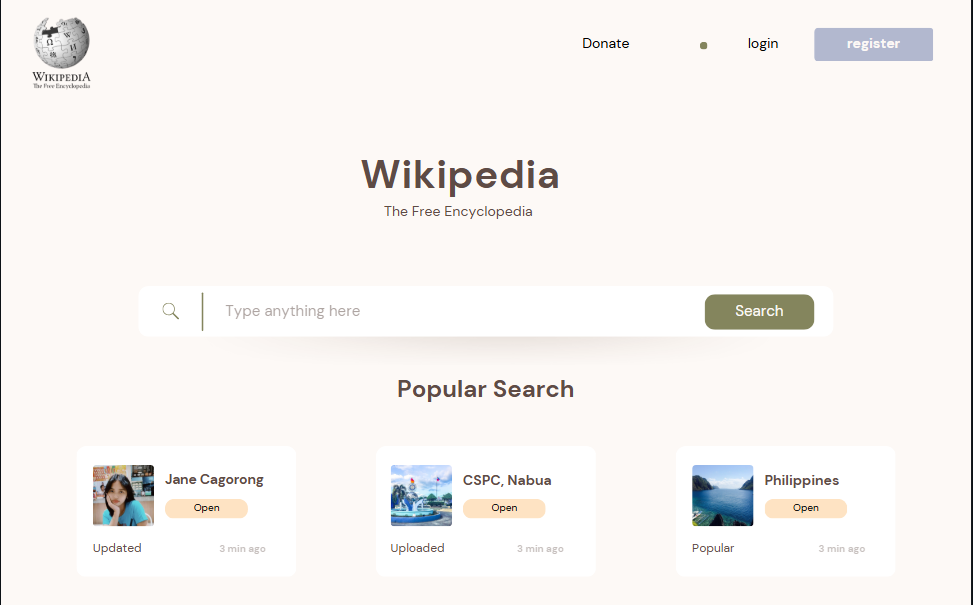 WIKIPEDIA
The Free Encyclopedia
Donate
login
register
Wikipedia
The Free Encyclopedia
Type anything here
Search
Popular Search
Jane Cagorong
Open
Updated
3 min ago
CSPC, Nabua
Open
Uploaded
3 min ago
Philippines
Open
Popular
3 min ago